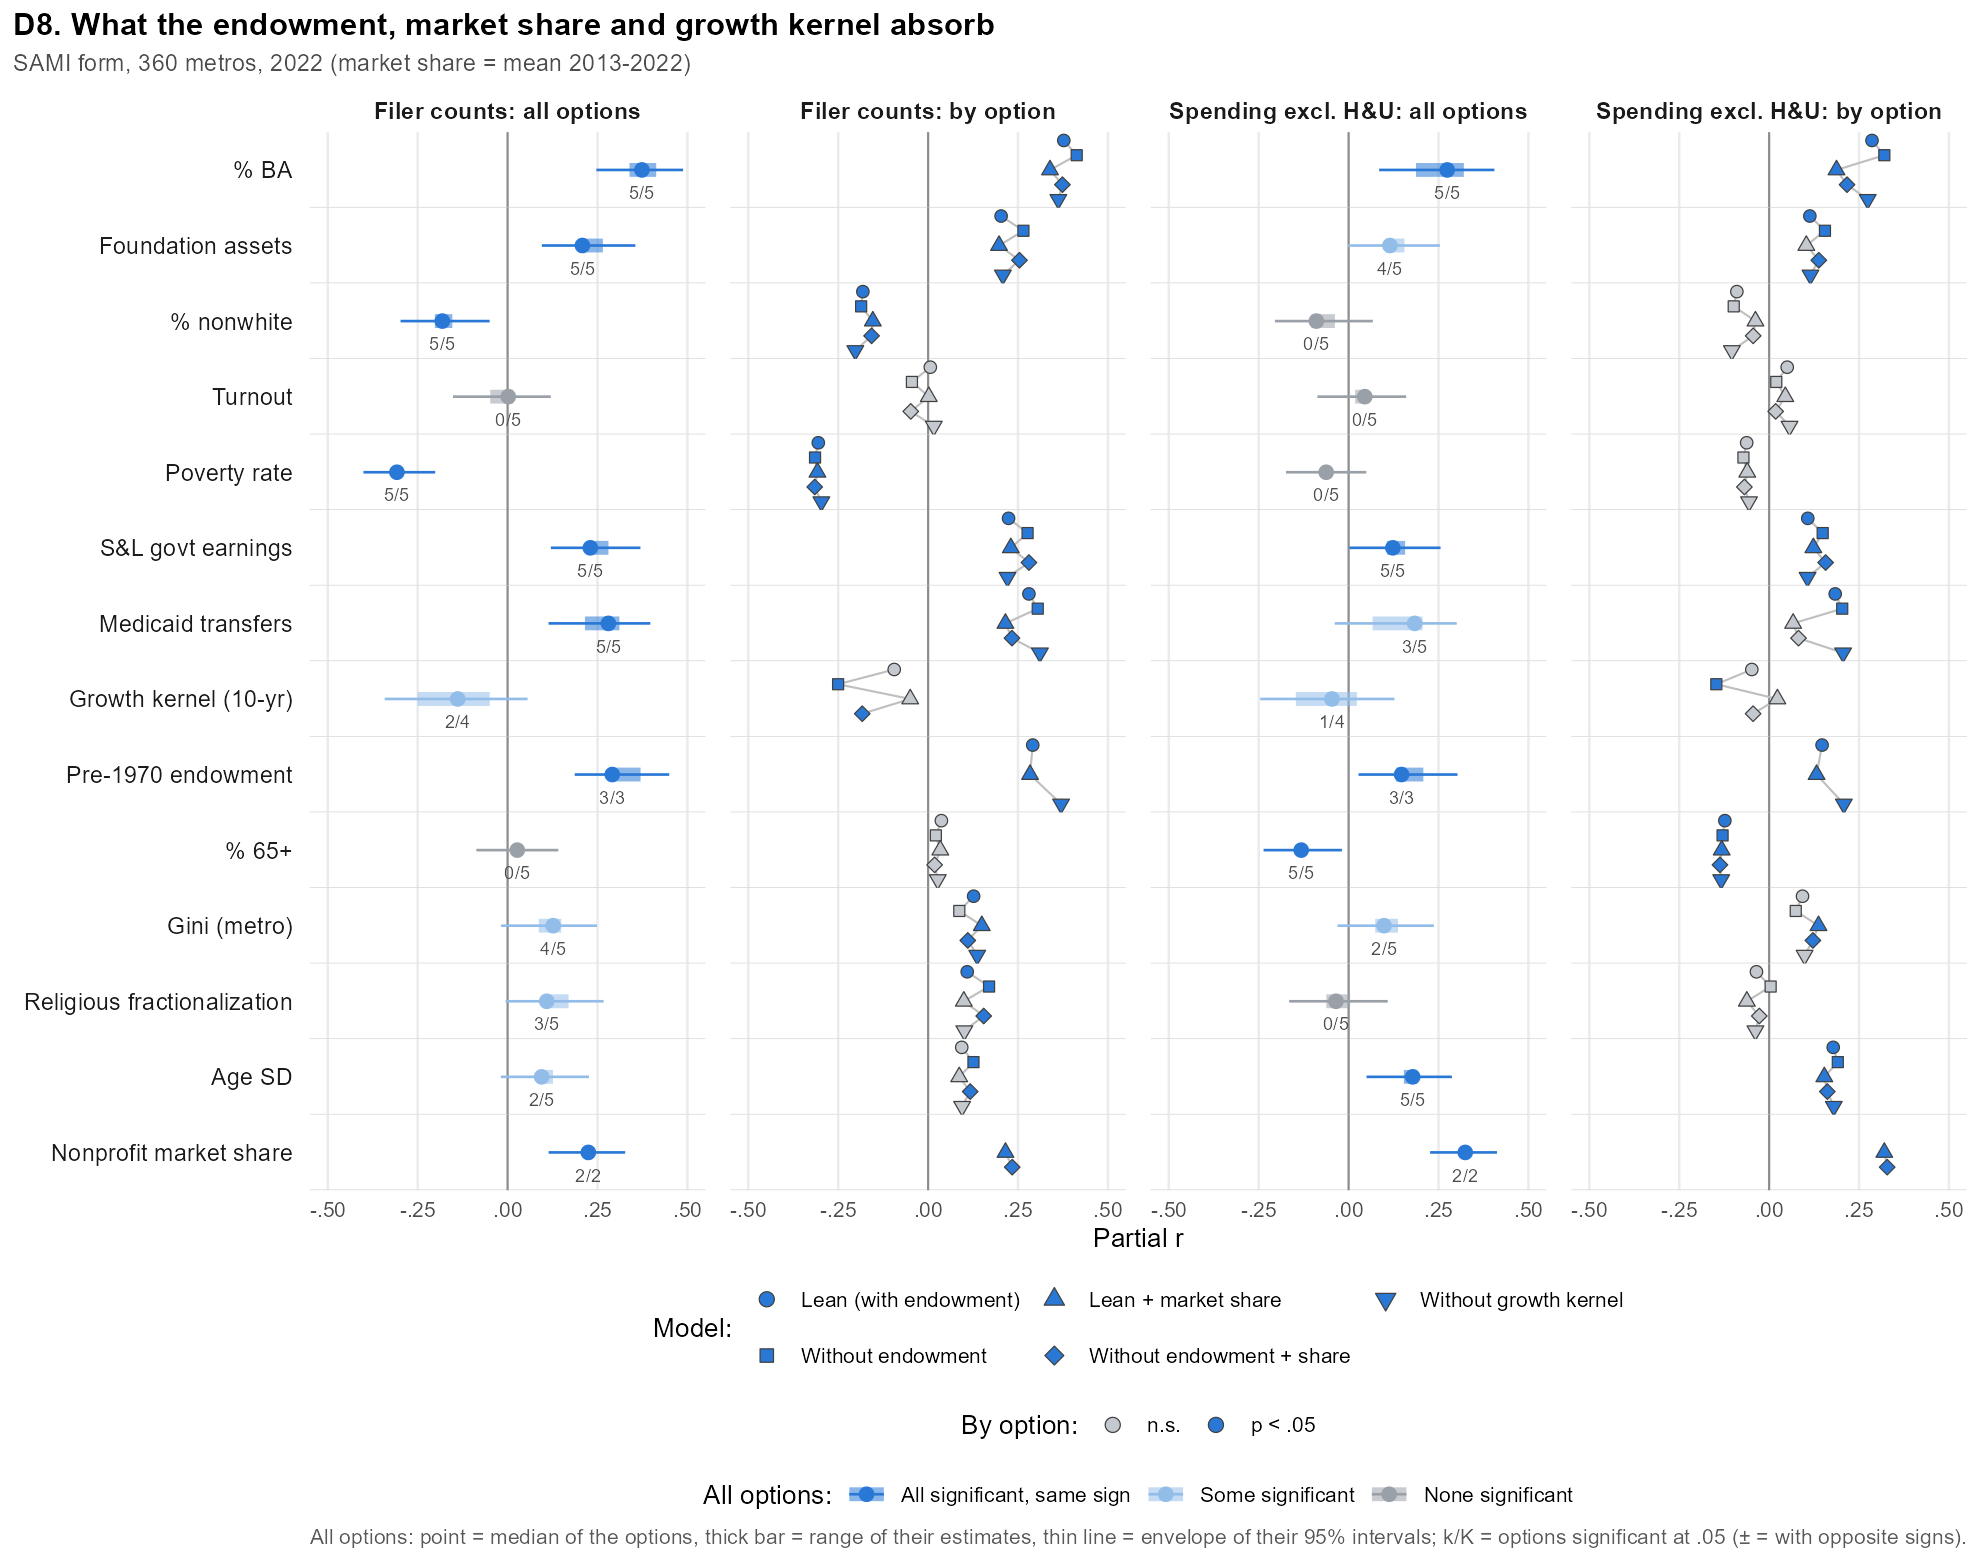 D8. What the endowment, market share and growth kernel absorb
SAMI form, 360 metros, 2022 (market share = mean 2013-2022)
Filer counts: all options
Filer counts: by option
Spending excl. H&U: all options
Spending excl. H&U: by option
% BA
5/5
5/5
Foundation assets
5/5
4/5
% nonwhite
5/5
0/5
Turnout
0/5
0/5
Poverty rate
5/5
0/5
S&L govt earnings
5/5
5/5
Medicaid transfers
5/5
3/5
Growth kernel (10-yr)
2/4
1/4
Pre-1970 endowment
3/3
3/3
% 65+
0/5
5/5
Gini (metro)
4/5
2/5
Religious fractionalization
3/5
0/5
Age SD
2/5
5/5
Nonprofit market share
2/2
2/2
-.50 -.25 .00 .25 .50
-.50 -.25 .00 .25 .50
-.50 -.25 .00 .25 .50
-.50 -.25 .00 .25 .50
Partial r
Model:
Lean (with endowment)
Lean + market share
Without growth kernel
Without endowment
Without endowment + share
By option: n.s. p < .05
All options: All significant, same sign Some significant None significant
All options: point = median of the options, thick bar = range of their estimates, thin line = envelope of their 95% intervals; k/K = options significant at .05 (± = with opposite signs).